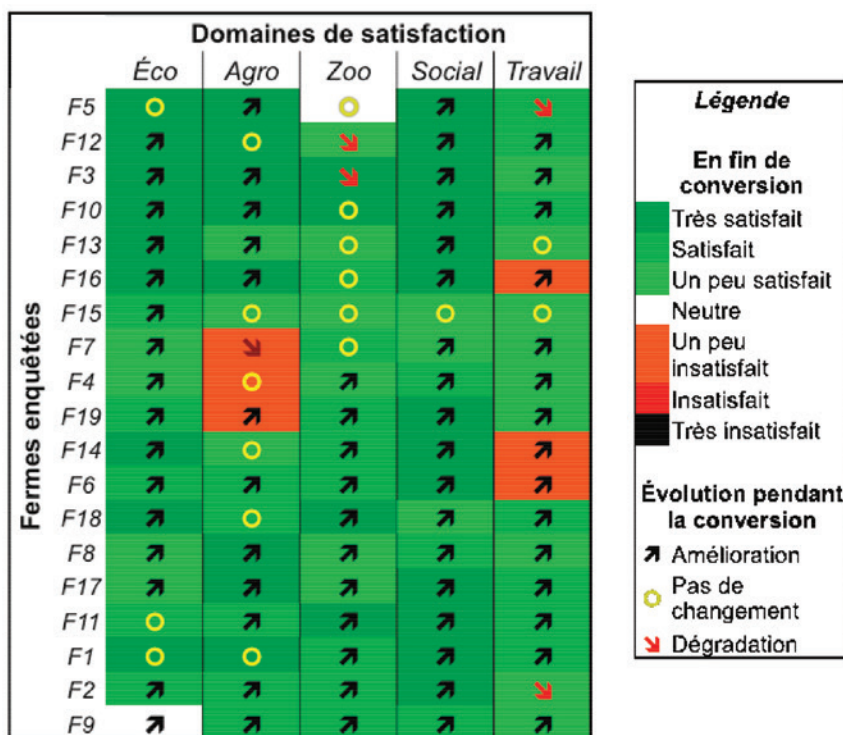 Domaines de satisfaction
Éco Agro Zoo Social Travail
Fermes enquêtées
F5
F12
F3
F10
F13
F16
F15
F7
F4
F19
F14
F6
F18
F8
F17
F11
F1
F2
F9
Légende
En fin de
conversion
Très satisfait
Satisfait
Un peu satisfait
Neutre
Un peu
insatisfait
Insatisfait
Très insatisfait
Évolution pendant
la conversion
Amélioration
Pas de
changement
Dégradation